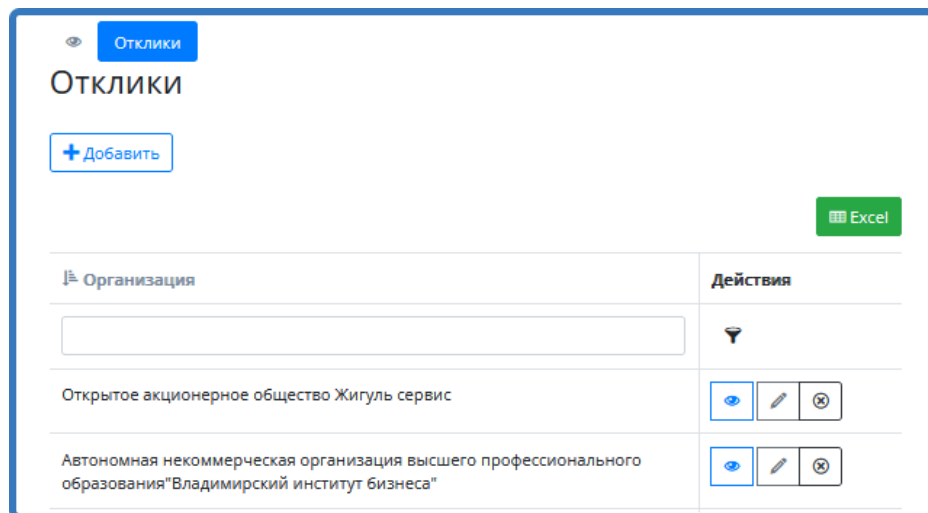 Отклики
Отклики
Добавить
Excel
Организация Действия
Открытое акционерное общество Жигуль сервис
Автономная некоммерческая организация высшего профессионального
образования"Владимирский институт бизнеса"